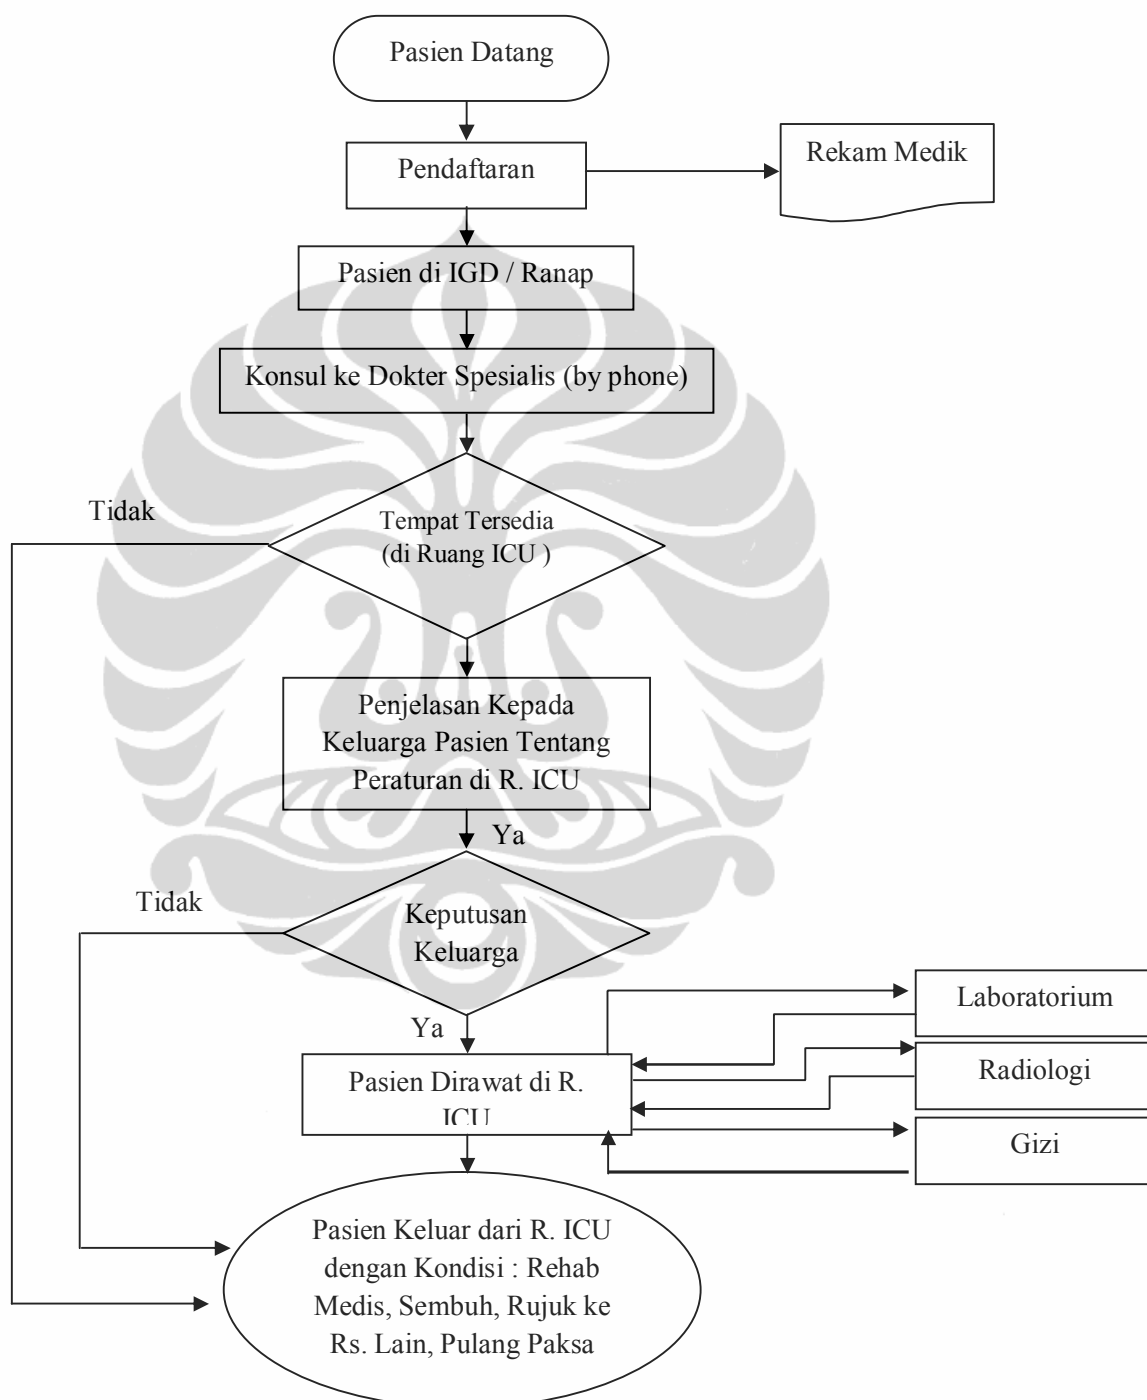 Pasien Datang
Pendaftaran
Rekam Medik
Pasien di IGD / Ranap
Konsul ke Dokter Spesialis (by phone)
Tidak
Tempat Tersedia
(di Ruang ICU )
Penjelasan Kepada
Keluarga Pasien Tentang
Peraturan di R. ICU
Ya
Tidak
Keputusan
Keluarga
Ya
Laboratorium
Pasien Dirawat di R.
ICU
Radiologi
Gizi
Pasien Keluar dari R. ICU
dengan Kondisi : Rehab
Medis, Sembuh, Rujuk ke
Rs. Lain, Pulang Paksa